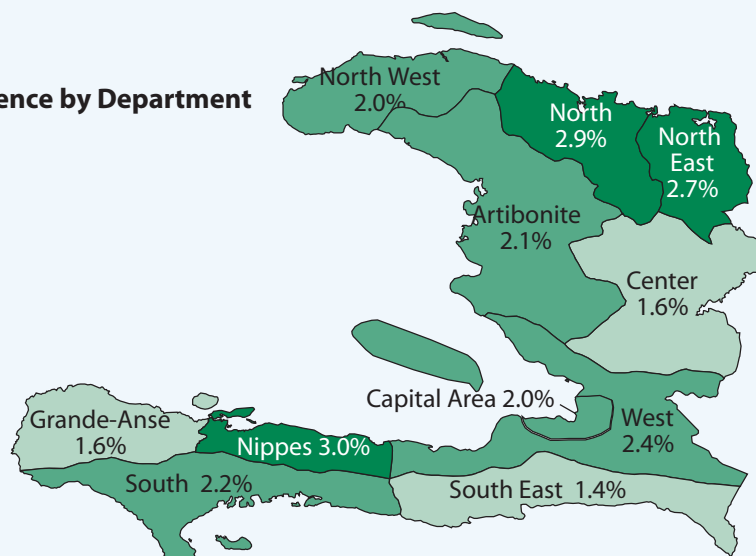 ence by Department
North West
2.0%
North
2.9%
North
East
2.7%
Artibonite
2.1%
Center
1.6%
Capital Area 2.0%
West
2.4%
Grande-Anse
1.6%
Nippes 3.0%
South 2.2%
South East 1.4%